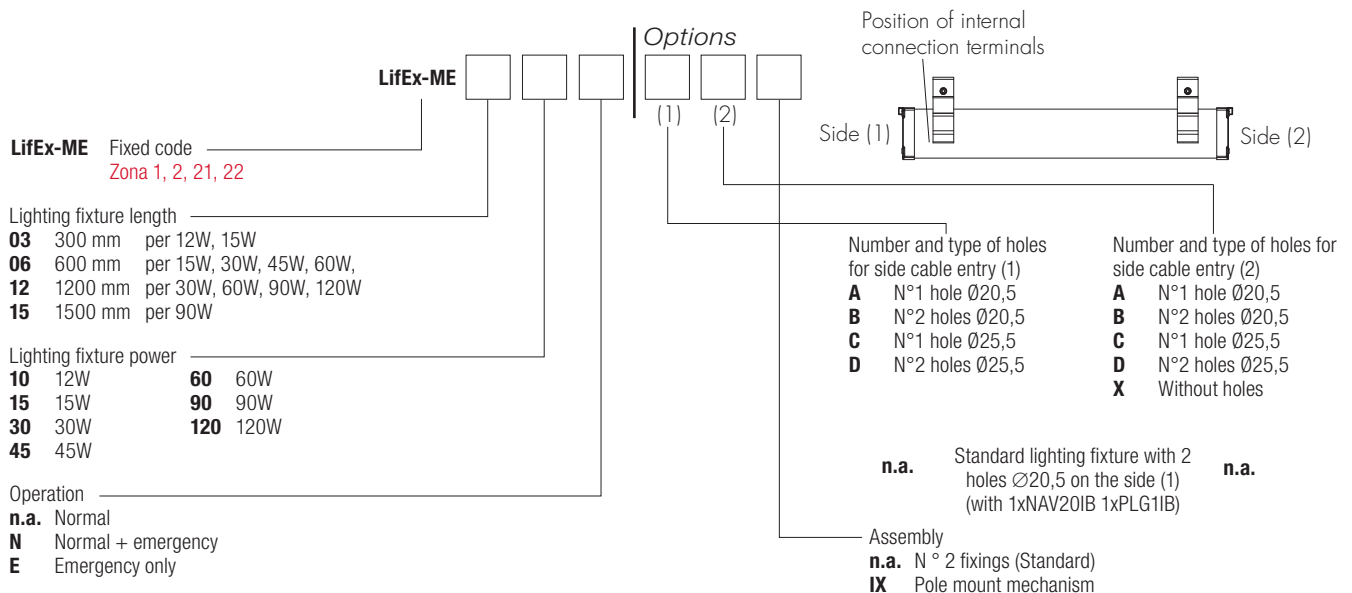 Options
LifEx-ME
(1) (2)
Position of internal
connection terminals
Side (1)
Side (2)
LifEx-ME Fixed code
Zona 1, 2, 21, 22
Lighting fixture length
03 300 mm per 12W, 15W
06 600 mm per 15W, 30W, 45W, 60W,
12 1200 mm per 30W, 60W, 90W, 120W
15 1500 mm per 90W
Lighting fixture power
10 12W 60 60W
15 15W 90 90W
30 30W 120 120W
45 45W
Operation
n.a. Normal
N Normal + emergency
E Emergency only
Number and type of holes
for side cable entry (1)
A N°1 hole Ø20,5
B N°2 holes Ø20,5
C N°1 hole Ø25,5
D N°2 holes Ø25,5
Number and type of holes for
side cable entry (2)
A N°1 hole Ø20,5
B N°2 holes Ø20,5
C N°1 hole Ø25,5
D N°2 holes Ø25,5
X Without holes
n.a. Standard lighting fixture with 2 n.a.
holes ∅20,5 on the side (1)
(with 1xNAV20IB 1xPLG1IB)
Assembly
n.a. N ° 2 fixings (Standard)
IX Pole mount mechanism